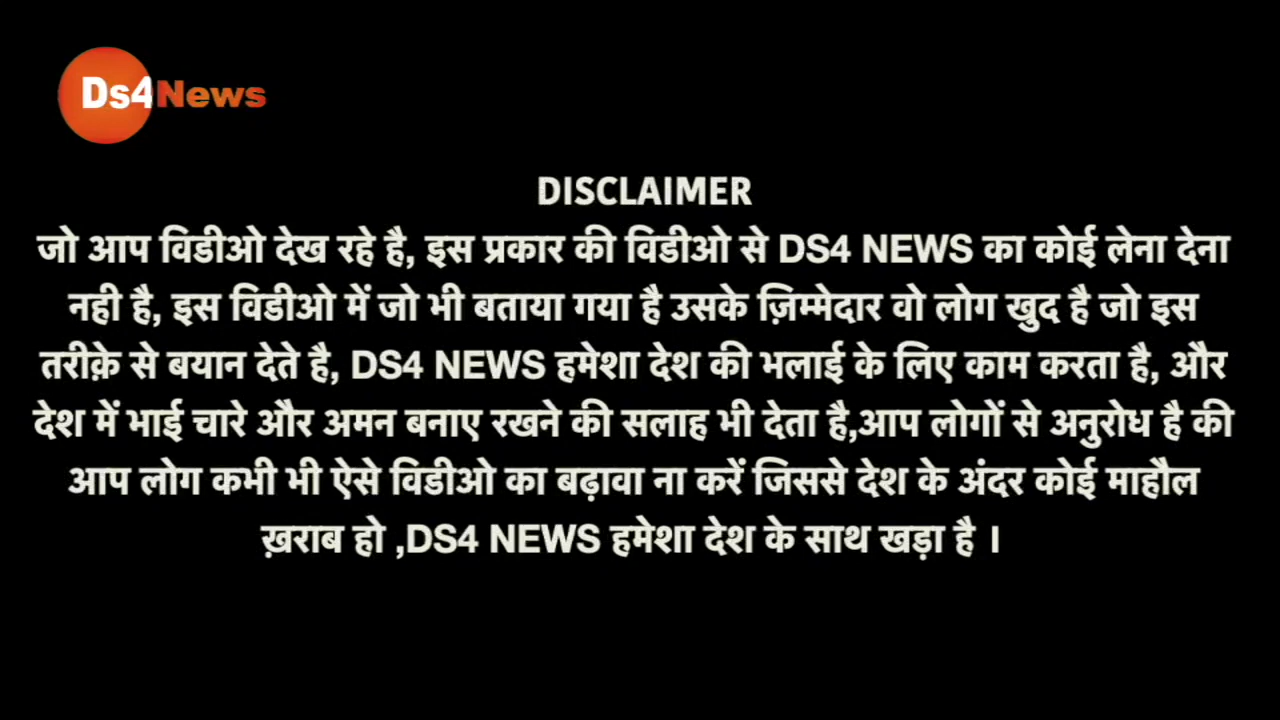 Ds4News
DISCLAIMER
जो आप विडीओ देख रहे है, इस प्रकार की विडीओ से DS4 NEWS का कोई लेना देना
नही है, इस विडीओ में जो भी बताया गया है उसके ज़िम्मेदार वो लोग खुद है जो इस
तरीक़े से बयान देते है, DS4 NEWS हमेशा देश की भलाई के लिए काम करता है, और
देश में भाई चारे और अमन बनाए रखने की सलाह भी देता है,आप लोगों से अनुरोध है की
आप लोग कभी भी ऐसे विडीओ का बढ़ावा ना करें जिससे देश के अंदर कोई माहौल
ख़राब हो ,DS4 NEWS हमेशा देश के साथ खड़ा है ।